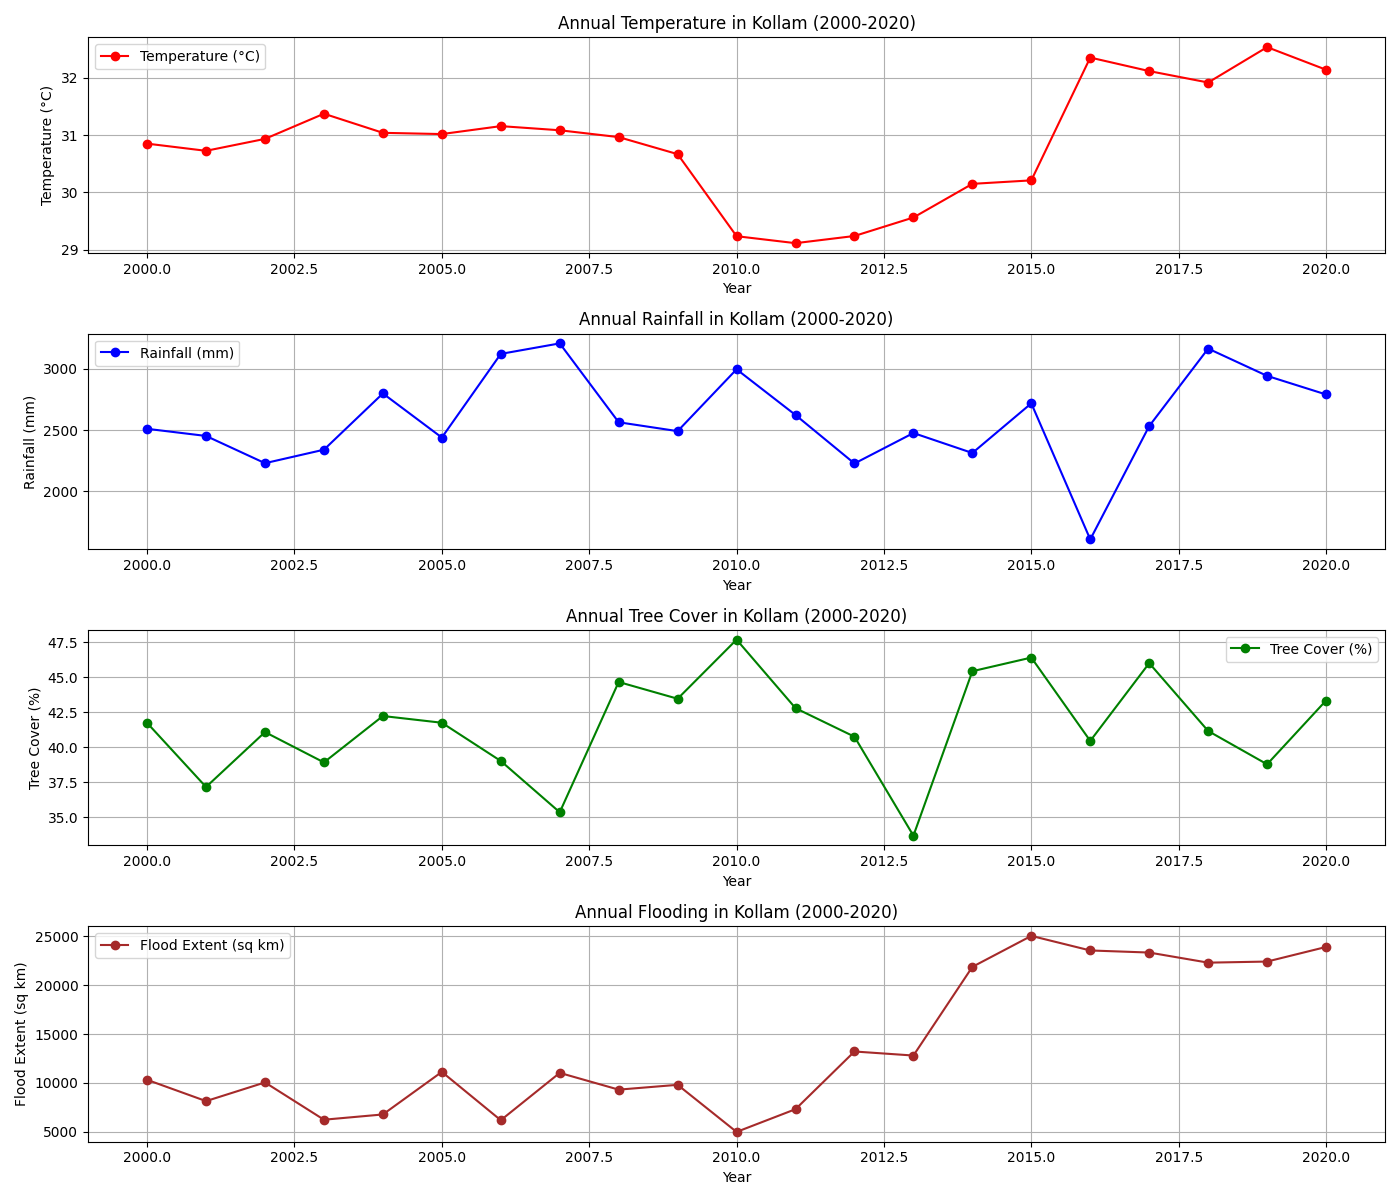 Annual Temperature in Kollam (2000-2020)
Temperature (°C)
Temperature (°C)
32
31
30
29
2000.0 2002.5 2005.0 2007.5 2010.0 2012.5 2015.0 2017.5 2020.0
Year
Annual Rainfall in Kollam (2000-2020)
Rainfall (mm)
Rainfall (mm)
3000
2500
2000
2000.0 2002.5 2005.0 2007.5 2010.0 2012.5 2015.0 2017.5 2020.0
Year
Annual Tree Cover in Kollam (2000-2020)
Tree Cover (%)
Tree Cover (%)
47.5
45.0
42.5
40.0
37.5
35.0
2000.0 2002.5 2005.0 2007.5 2010.0 2012.5 2015.0 2017.5 2020.0
Year
Annual Flooding in Kollam (2000-2020)
Flood Extent (sq km)
Flood Extent (sq km)
25000
20000
15000
10000
5000
2000.0 2002.5 2005.0 2007.5 2010.0 2012.5 2015.0 2017.5 2020.0
Year